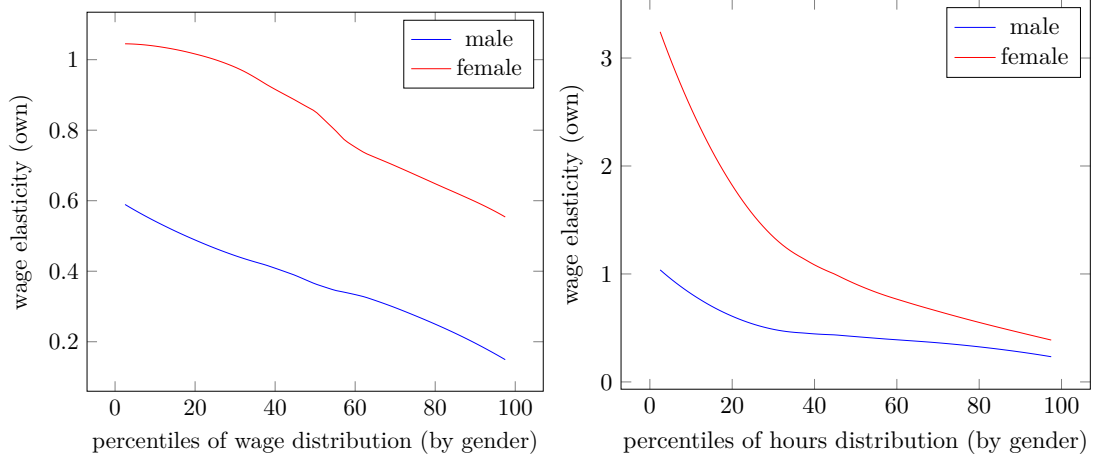 male
female
1
0.8
0.6
0.4
0.2
0 20 40 60 80 100
wage elasticity (own)
percentiles of wage distribution (by gender)
male
female
3
2
1
0
0 20 40 60 80 100
wage elasticity (own)
percentiles of hours distribution (by gender)